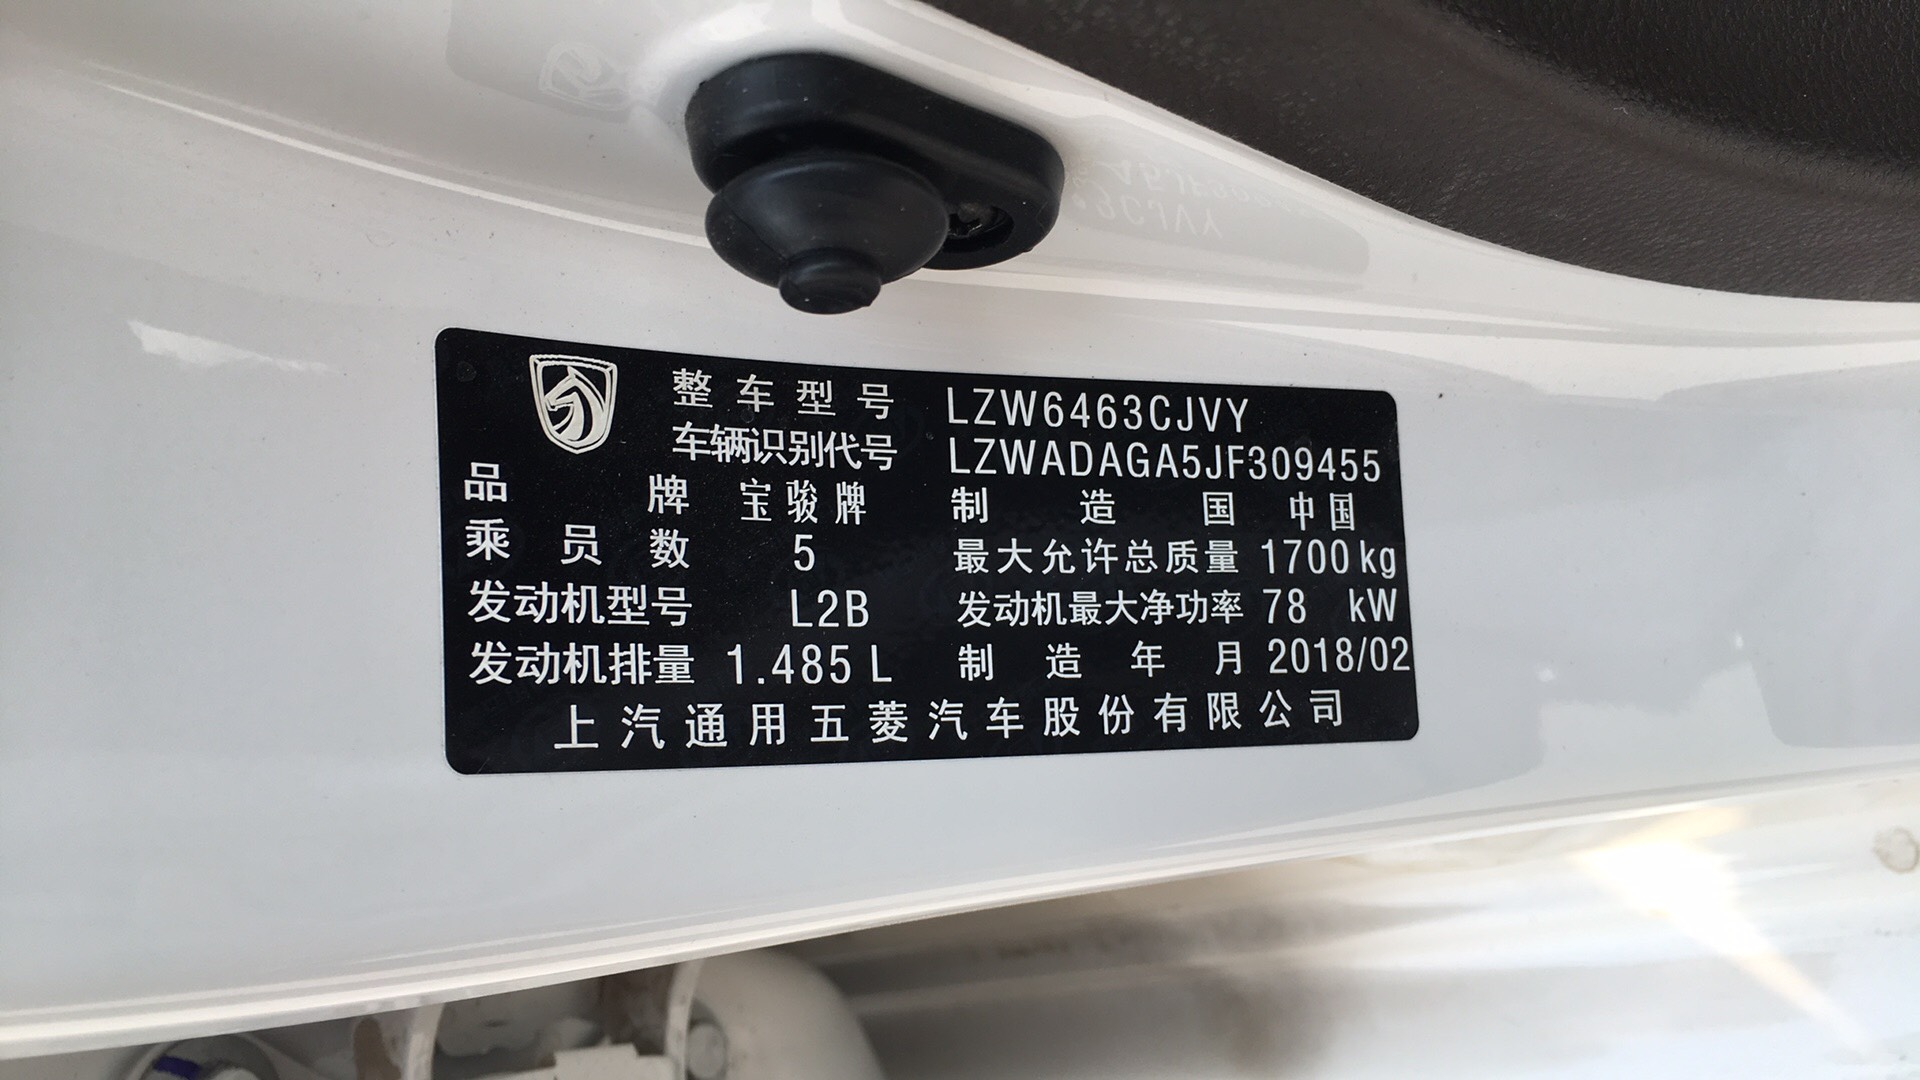 整车型号 LZW6463CJVY
车辆识别代号 LZWADAGA5JF309455
品牌 宝骏牌 制造国 中国
乘员数 5 最大允许总质量 1700 kg
发动机型号 L2B 发动机最大净功率 78 kW
发动机排量 1.485 L 制造年月 2018/02
上汽通用五菱汽车股份有限公司